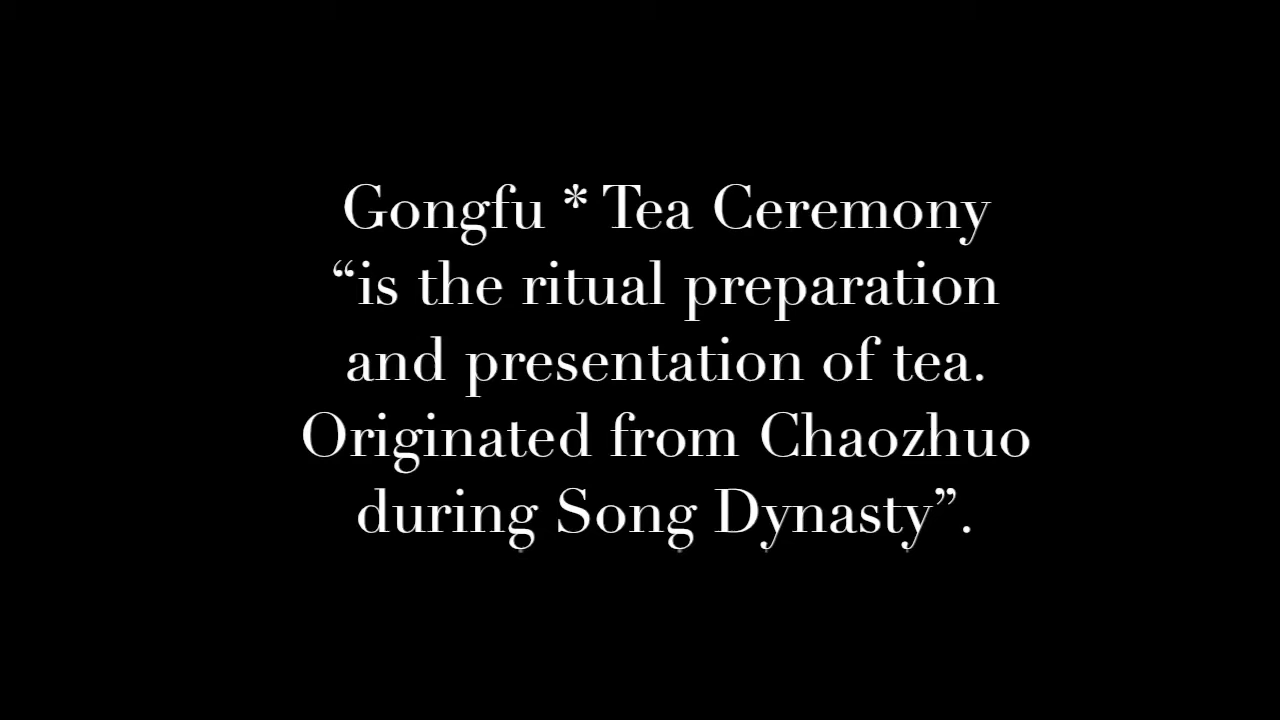 Gongfu * Tea Ceremony
“is the ritual preparation
and presentation of tea.
Originated from Chaozhuo
during Song Dynasty”.